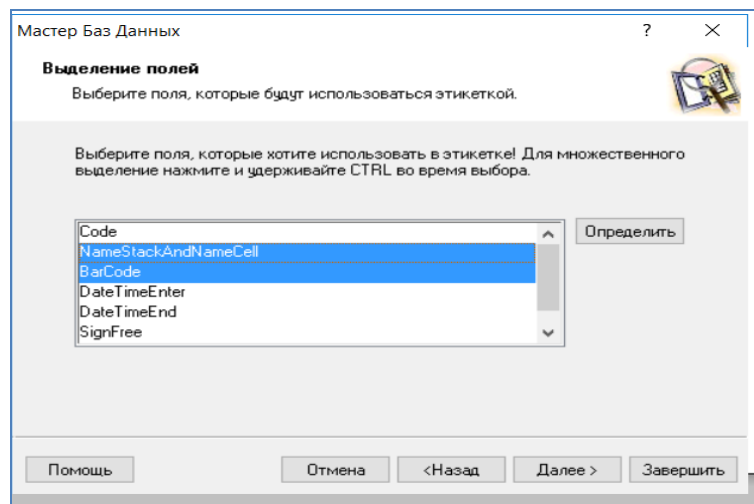 Мастер Баз Данных
Выделение полей
Выберите поля, которые будут использоваться этикеткой.
Выберите поля, которые хотите использовать в этикетке! Для множественного
выделение нажмите и удерживайте CTRL во время выбора.
Code
NameStackAndNameCell
BarCode
DateTimeEnter
DateTimeEnd
SignFree
Определить
Помощь Отмена <Назад Далее > Завершить